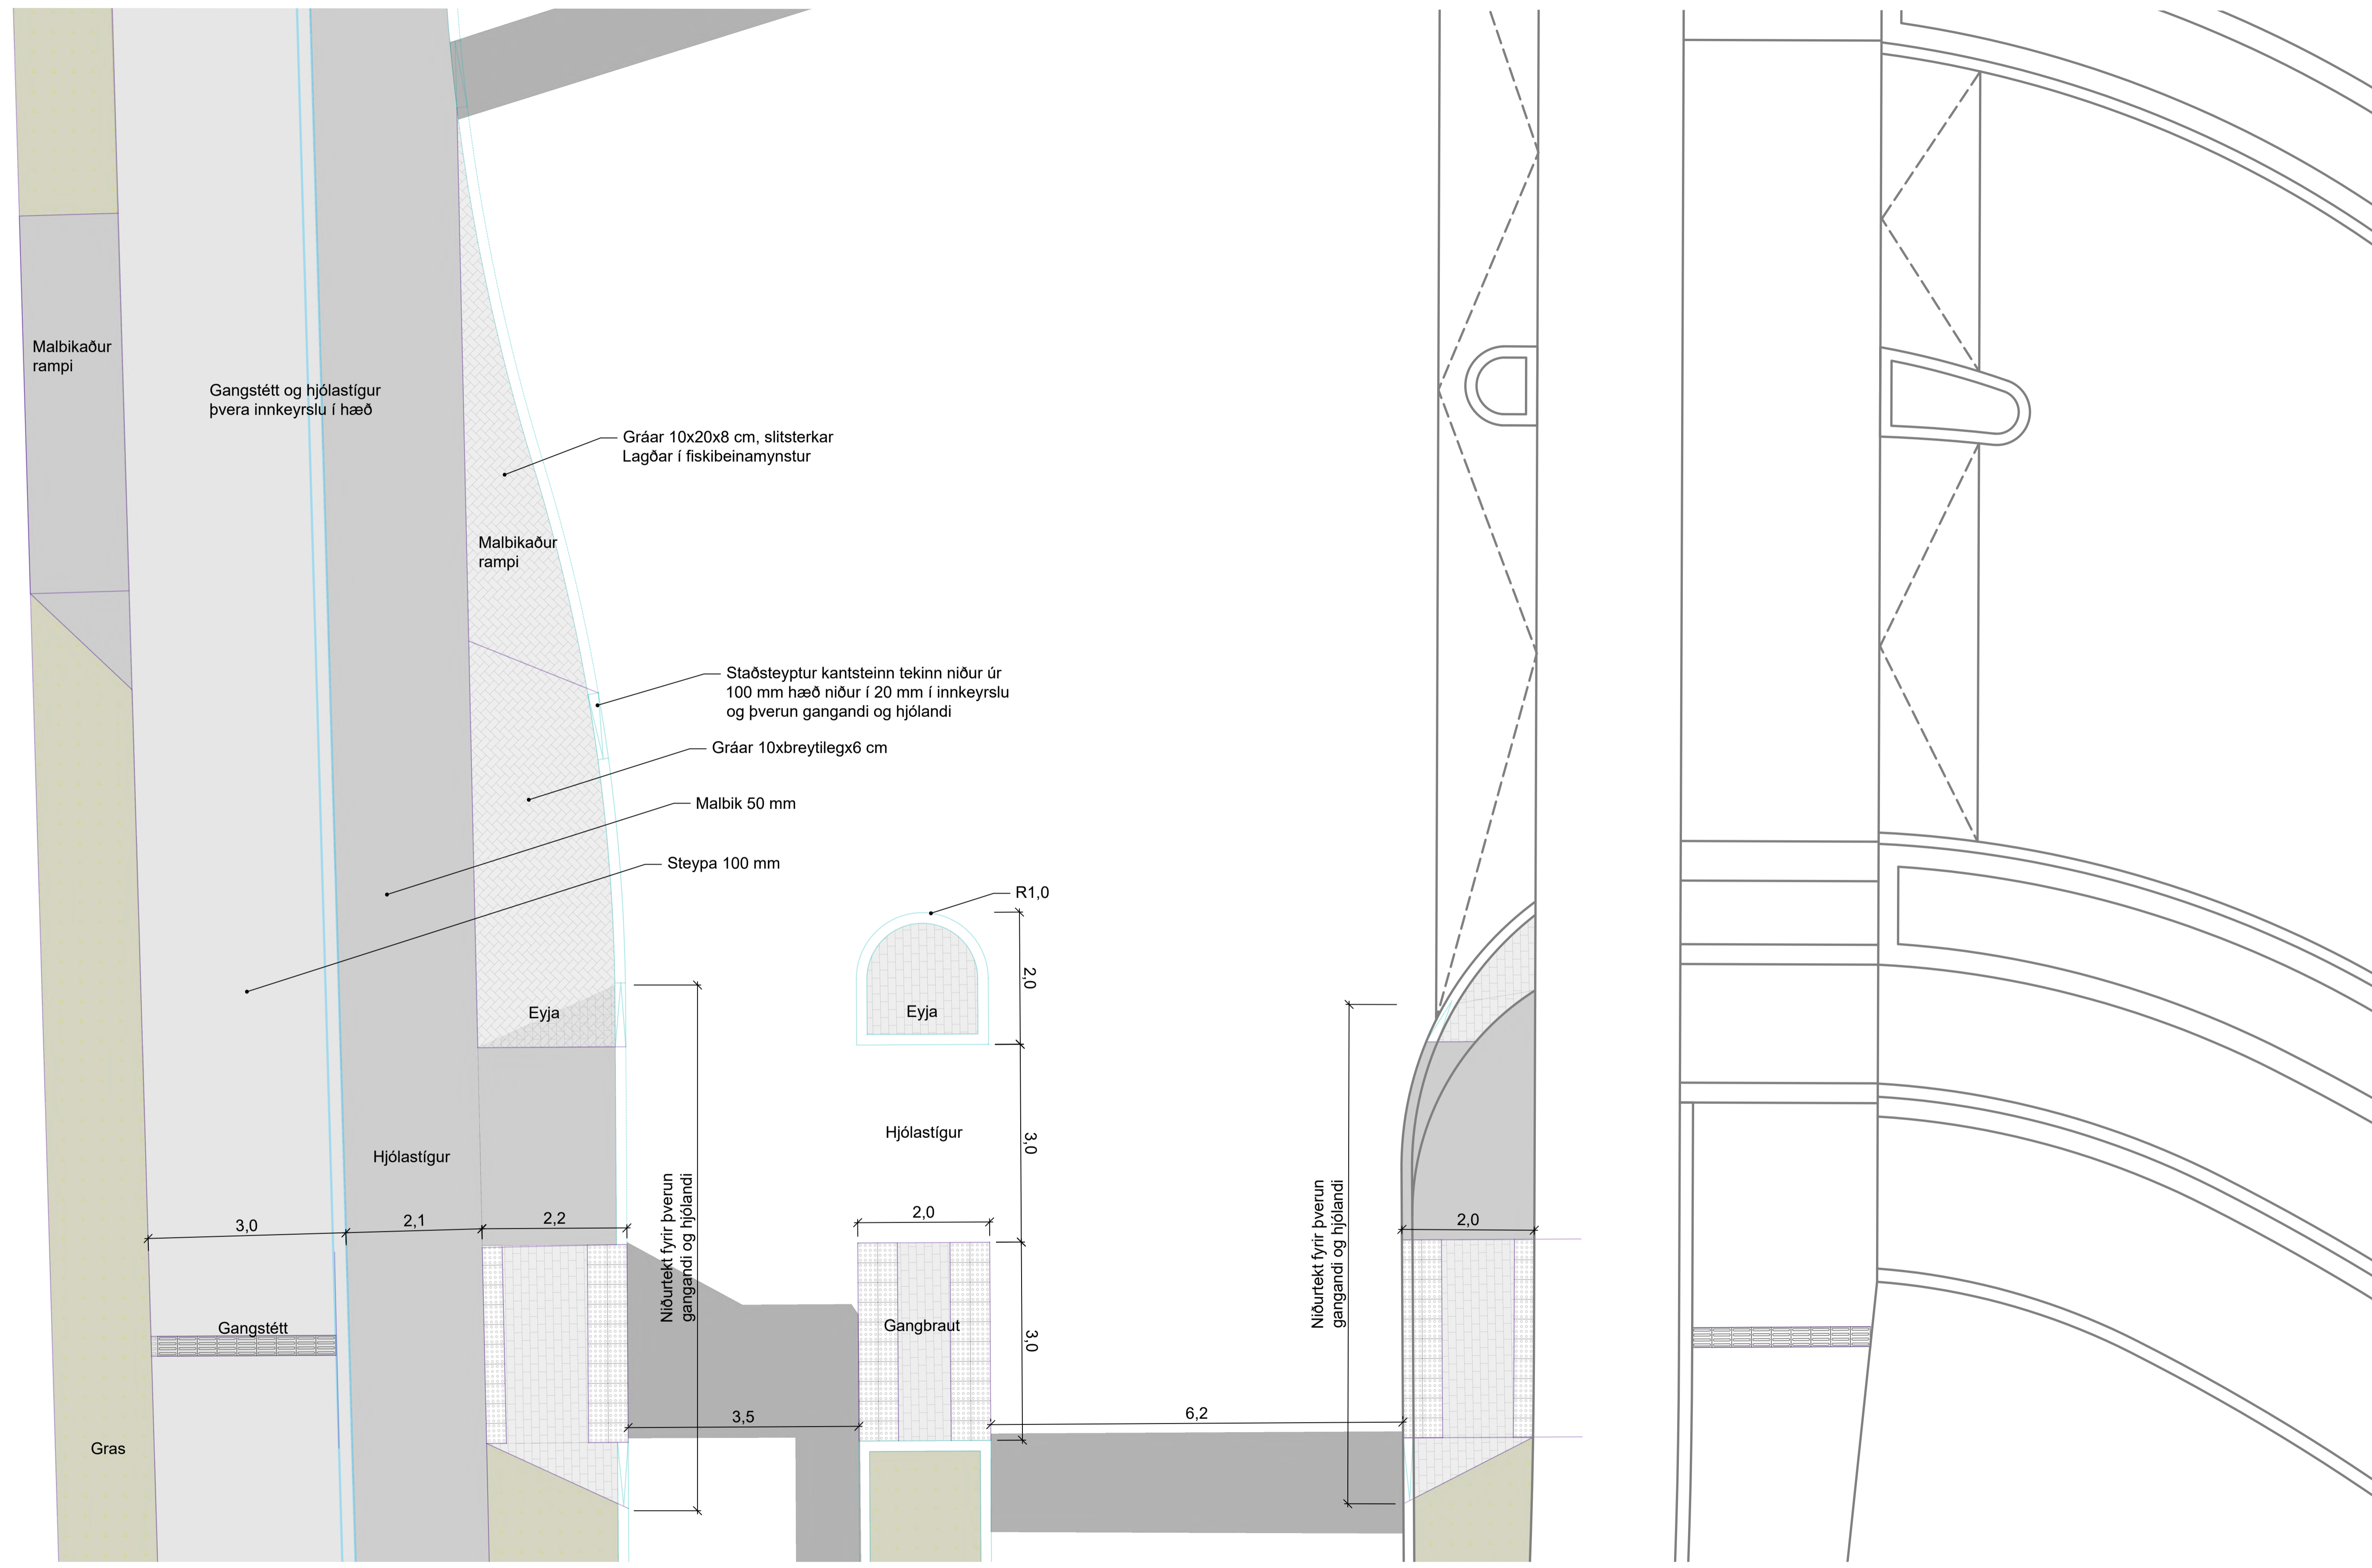 Malbikaður
rampi
Gangstétt og hjólastígur
þvera innkeyrslu í hæð
Gráar 10x20x8 cm, slitsterkar
Lagðar í fiskibeinamynstur
Malbikaður
rampi
Staðsteyptur kantsteinn tekinn niður úr
100 mm hæð niður í 20 mm í innkeyrslu
og þverun gangandi og hjólandi
Gráar 10xbreytilegx6 cm
Malbik 50 mm
Steypa 100 mm
R1,0
2,0
Eyja
Eyja
Hjólastígur
3,0
Hjólastígur
Niðurtekt fyrir þverun
gangandi og hjólandi
Niðurtekt fyrir þverun
gangandi og hjólandi
3,0
2,1
2,2
2,0
2,0
Gangstétt
Gangbraut
3,0
3,5
6,2
Gras